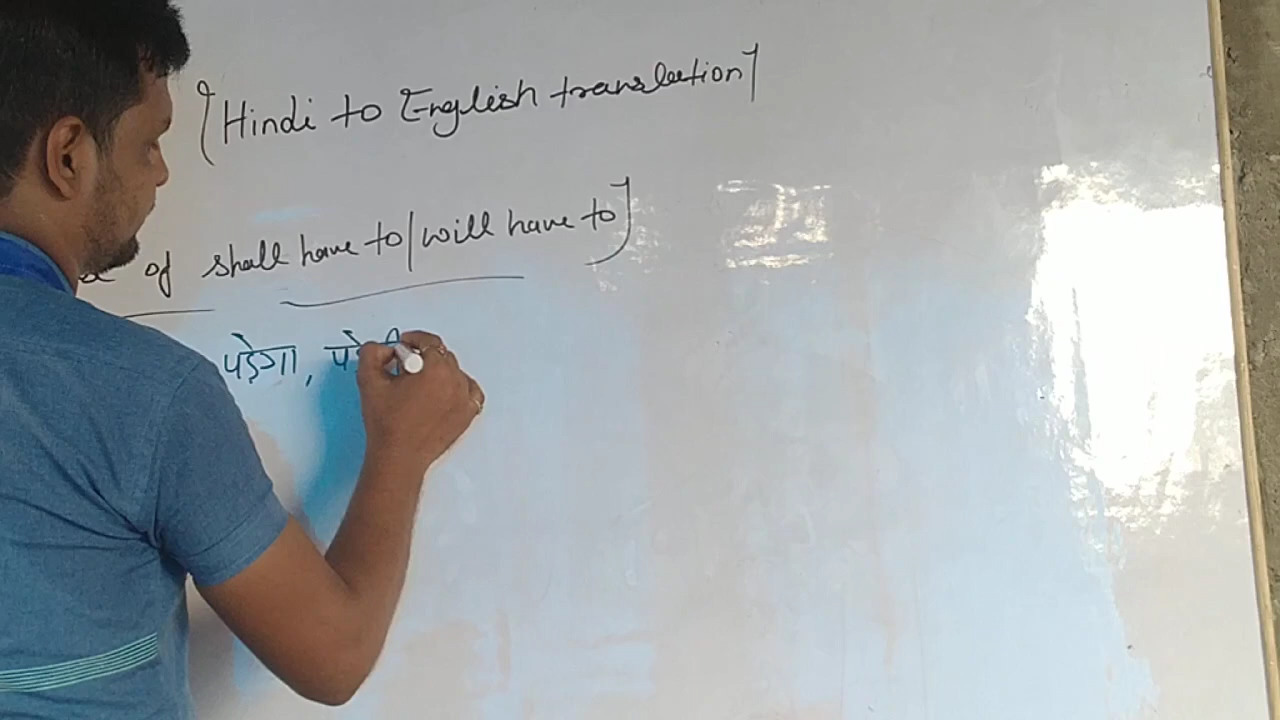 [Hindi to English translation]
of shall have to/will have to]
पड़ेगा,